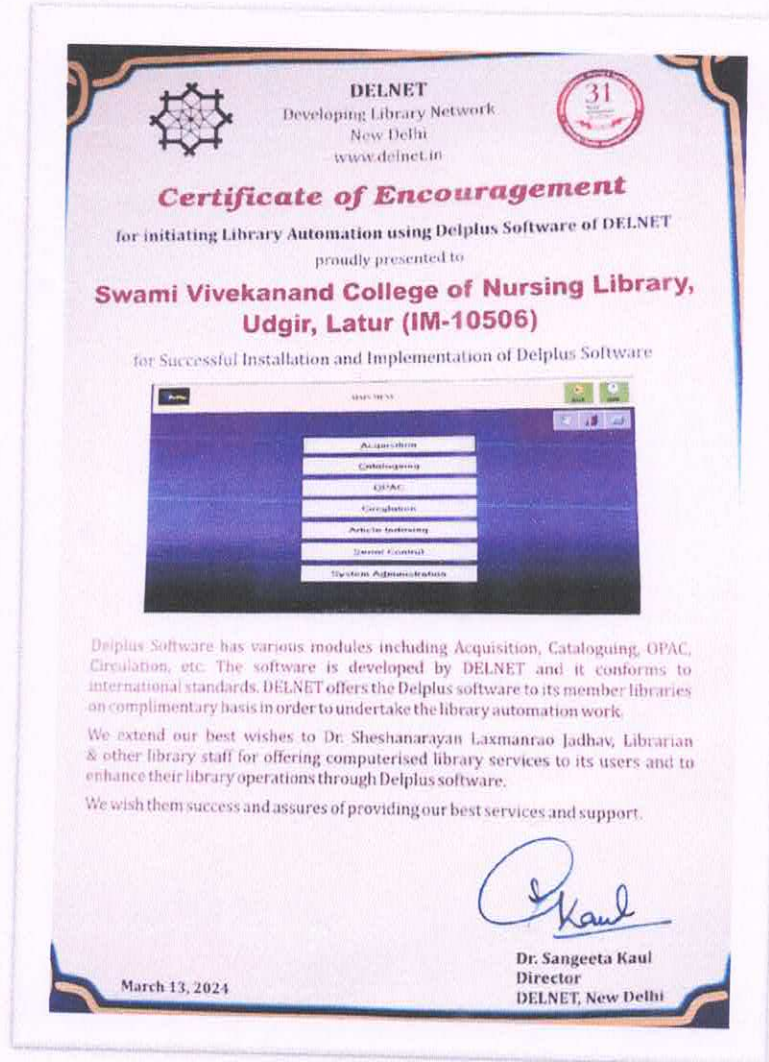 DELNET
Developing Library Network
New Delhi
www.delnet.in
31
Certificate of Encouragement
for initiating Library Automation using Delplus Software of DELNET
proudly presented to
Swami Vivekanand College of Nursing Library,
Udgir, Latur (IM-10506)
for Successful Installation and Implementation of Delplus Software
MAIN MENU
Acquisition
Cataloguing
OPAC
Circulation
Article Indexing
Serial Control
System Administration
Delplus Software has various modules including Acquisition, Cataloguing, OPAC,
Circulation, etc. The software is developed by DELNET and it conforms to
international standards. DELNET offers the Delplus software to its member libraries
on complimentary basis in order to undertake the library automation work.
We extend our best wishes to Dr. Sheshanarayan Laxmanrao Jadhav, Librarian
& other library staff for offering computerised library services to its users and to
enhance their library operations through Delplus software.
We wish them success and assures of providing our best services and support.
SKaul
Dr. Sangeeta Kaul
Director
DELNET, New Delhi
March 13, 2024